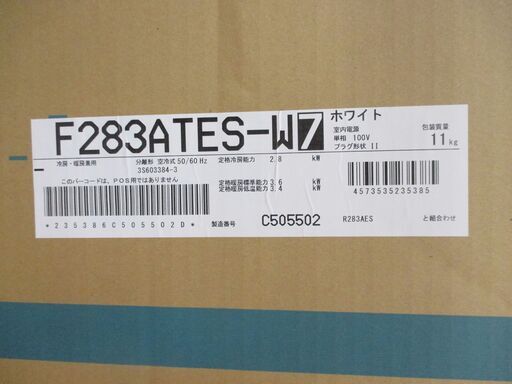 F283ATES-W7
ホワイト
室内電源
単相 100V
プラグ形状 II
包装質量
11kg
冷房・暖房兼用
分離形 空冷式 50/60 Hz
3S603384-3
定格冷房能力 2.8 kW
このバーコードは、POS用ではありません
定格暖房標準能力 3.6 kW
定格暖房低温能力 3.4 kW
4573535235385
*235386C505502D*
製造番号 C505502
R283AES と組合わせ